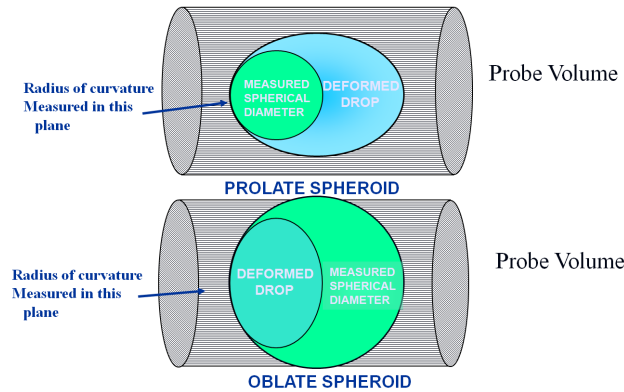 Radius of curvature
Measured in this
plane
MEASURED
SPHERICAL
DIAMETER
DEFORMED
DROP
Probe Volume
PROLATE SPHEROID
Radius of curvature
Measured in this
plane
DEFORMED
DROP
MEASURED
SPHERICAL
DIAMETER
Probe Volume
OBLATE SPHEROID